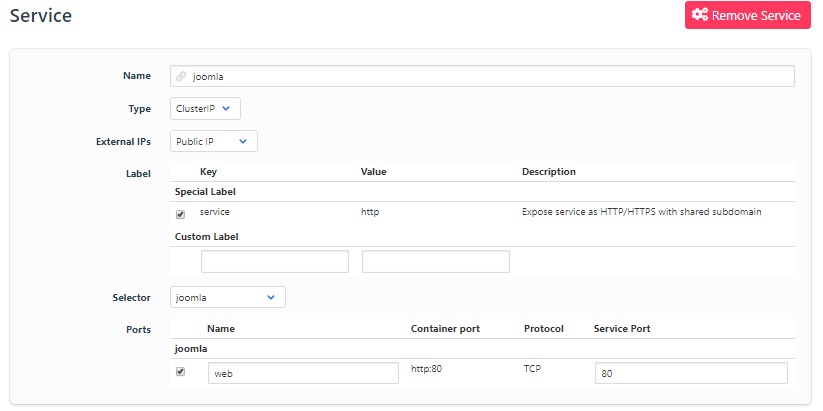 Service
Remove Service
Name joomla
Type ClusterIP
External IPs Public IP
Label Key Value Description
Special Label
service http Expose service as HTTP/HTTPS with shared subdomain
Custom Label
Selector joomla
Ports Name Container port Protocol Service Port
joomla
web http:80 TCP 80